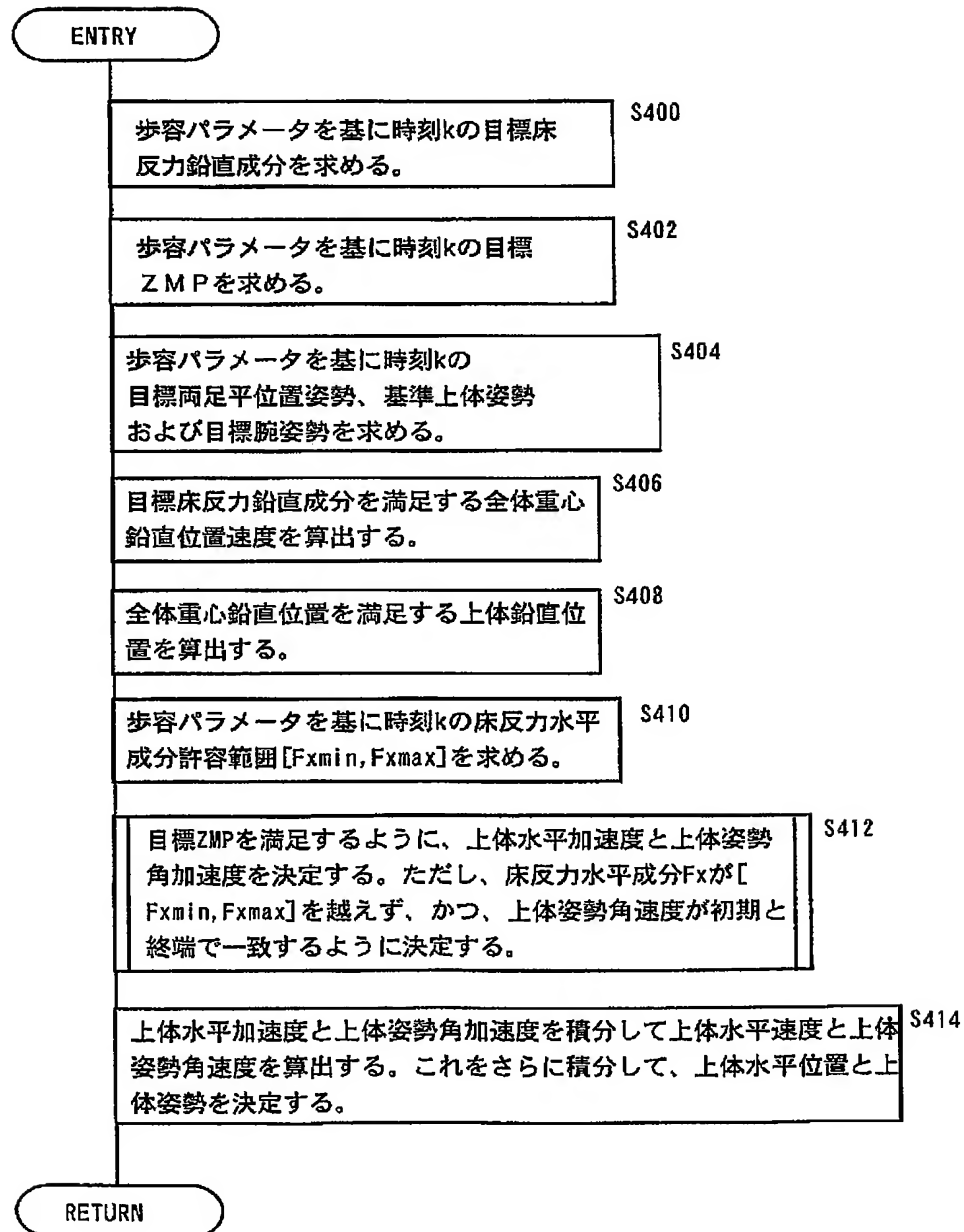 ENTRY
S400
歩容パラメータを基に時刻kの目標床
反力鉛直成分を求める。
S402
歩容パラメータを基に時刻kの目標
ＺＭＰを求める。
S404
歩容パラメータを基に時刻kの
目標両足平位置姿勢、基準上体姿勢
および目標腕姿勢を求める。
S406
目標床反力鉛直成分を満足する全体重心
鉛直位置速度を算出する。
S408
全体重心鉛直位置を満足する上体鉛直位
置を算出する。
S410
歩容パラメータを基に時刻kの床反力水平
成分許容範囲[Fxmin,Fxmax]を求める。
S412
目標ZMPを満足するように、上体水平加速度と上体姿勢
角加速度を決定する。ただし、床反力水平成分Fxが[
Fxmin,Fxmax]を越えず、かつ、上体姿勢角速度が初期と
終端で一致するように決定する。
S414
上体水平加速度と上体姿勢角加速度を積分して上体水平速度と上体
姿勢角速度を算出する。これをさらに積分して、上体水平位置と上
体姿勢を決定する。
RETURN